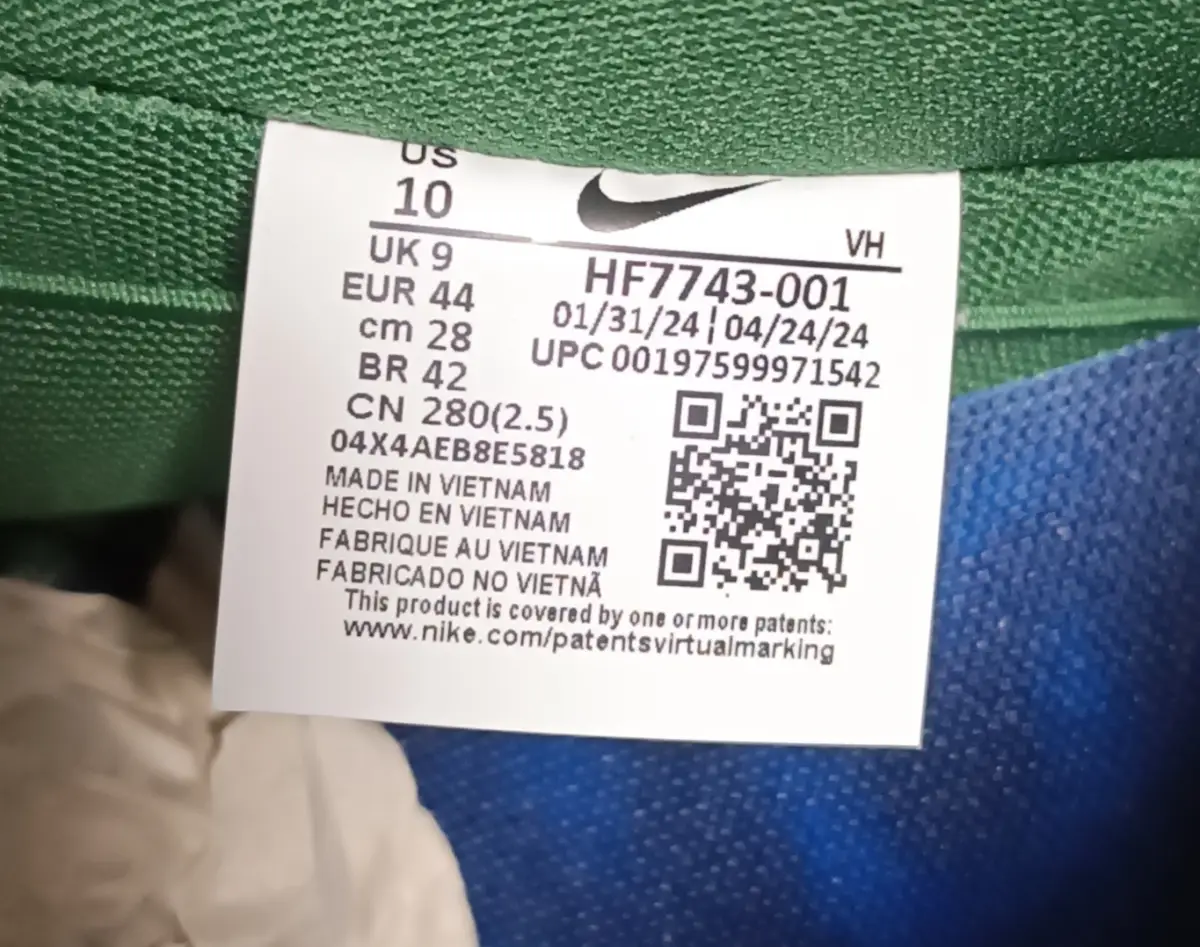 US
10
VH
UK 9
EUR 44
cm 28
BR 42
CN 280(2.5)
04X4AEB8E5818
MADE IN VIETNAM
HECHO EN VIETNAM
FABRIQUE AU VIETNAM
FABRICADO NO VIETNÃ
HF7743-001
01/31/24¦04/24/24
UPC 00197599971542
This product is covered by one or more patents:
www.nike.com/patentsvirtualmarking